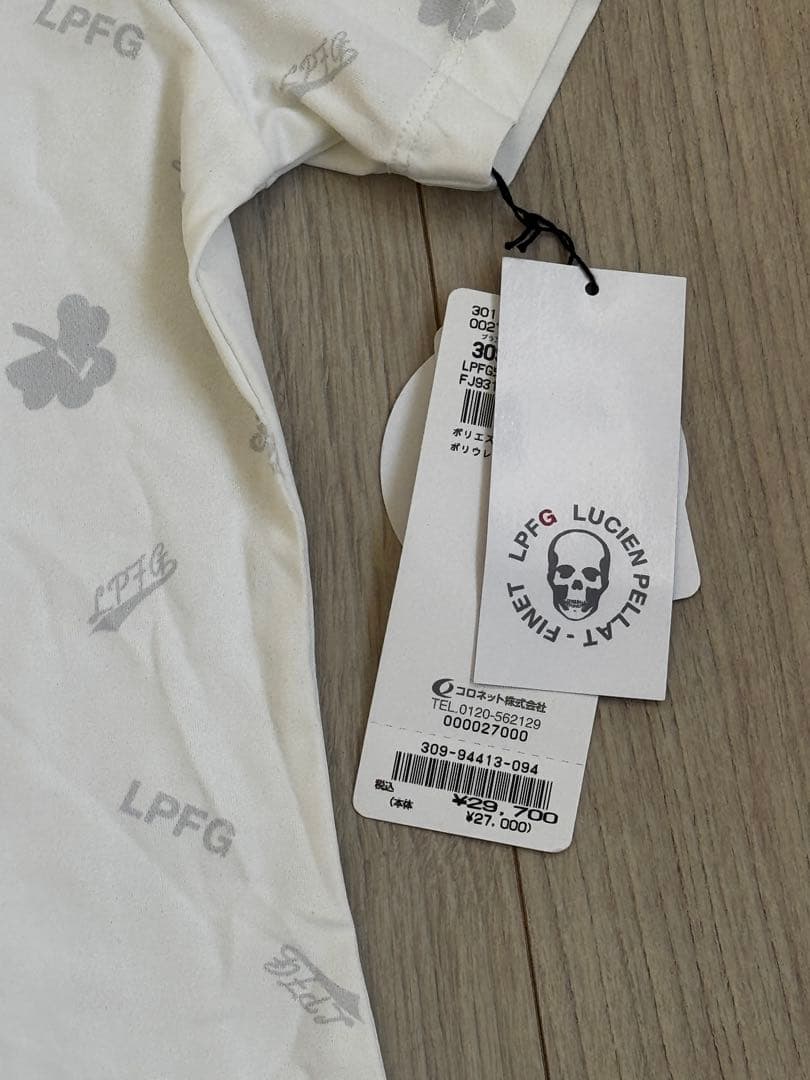 LPFG
LPFG
LPFG
LPFG
LPFG
301
002
30
LPFG
FJ931
ポリエス
ポリウレ
LPFG LUCIEN PELLAT-FINET
コロネット株式会社
TEL.0120-562129
000027000
309-94413-094
税込 ¥29,700
(本体 ¥27,000)